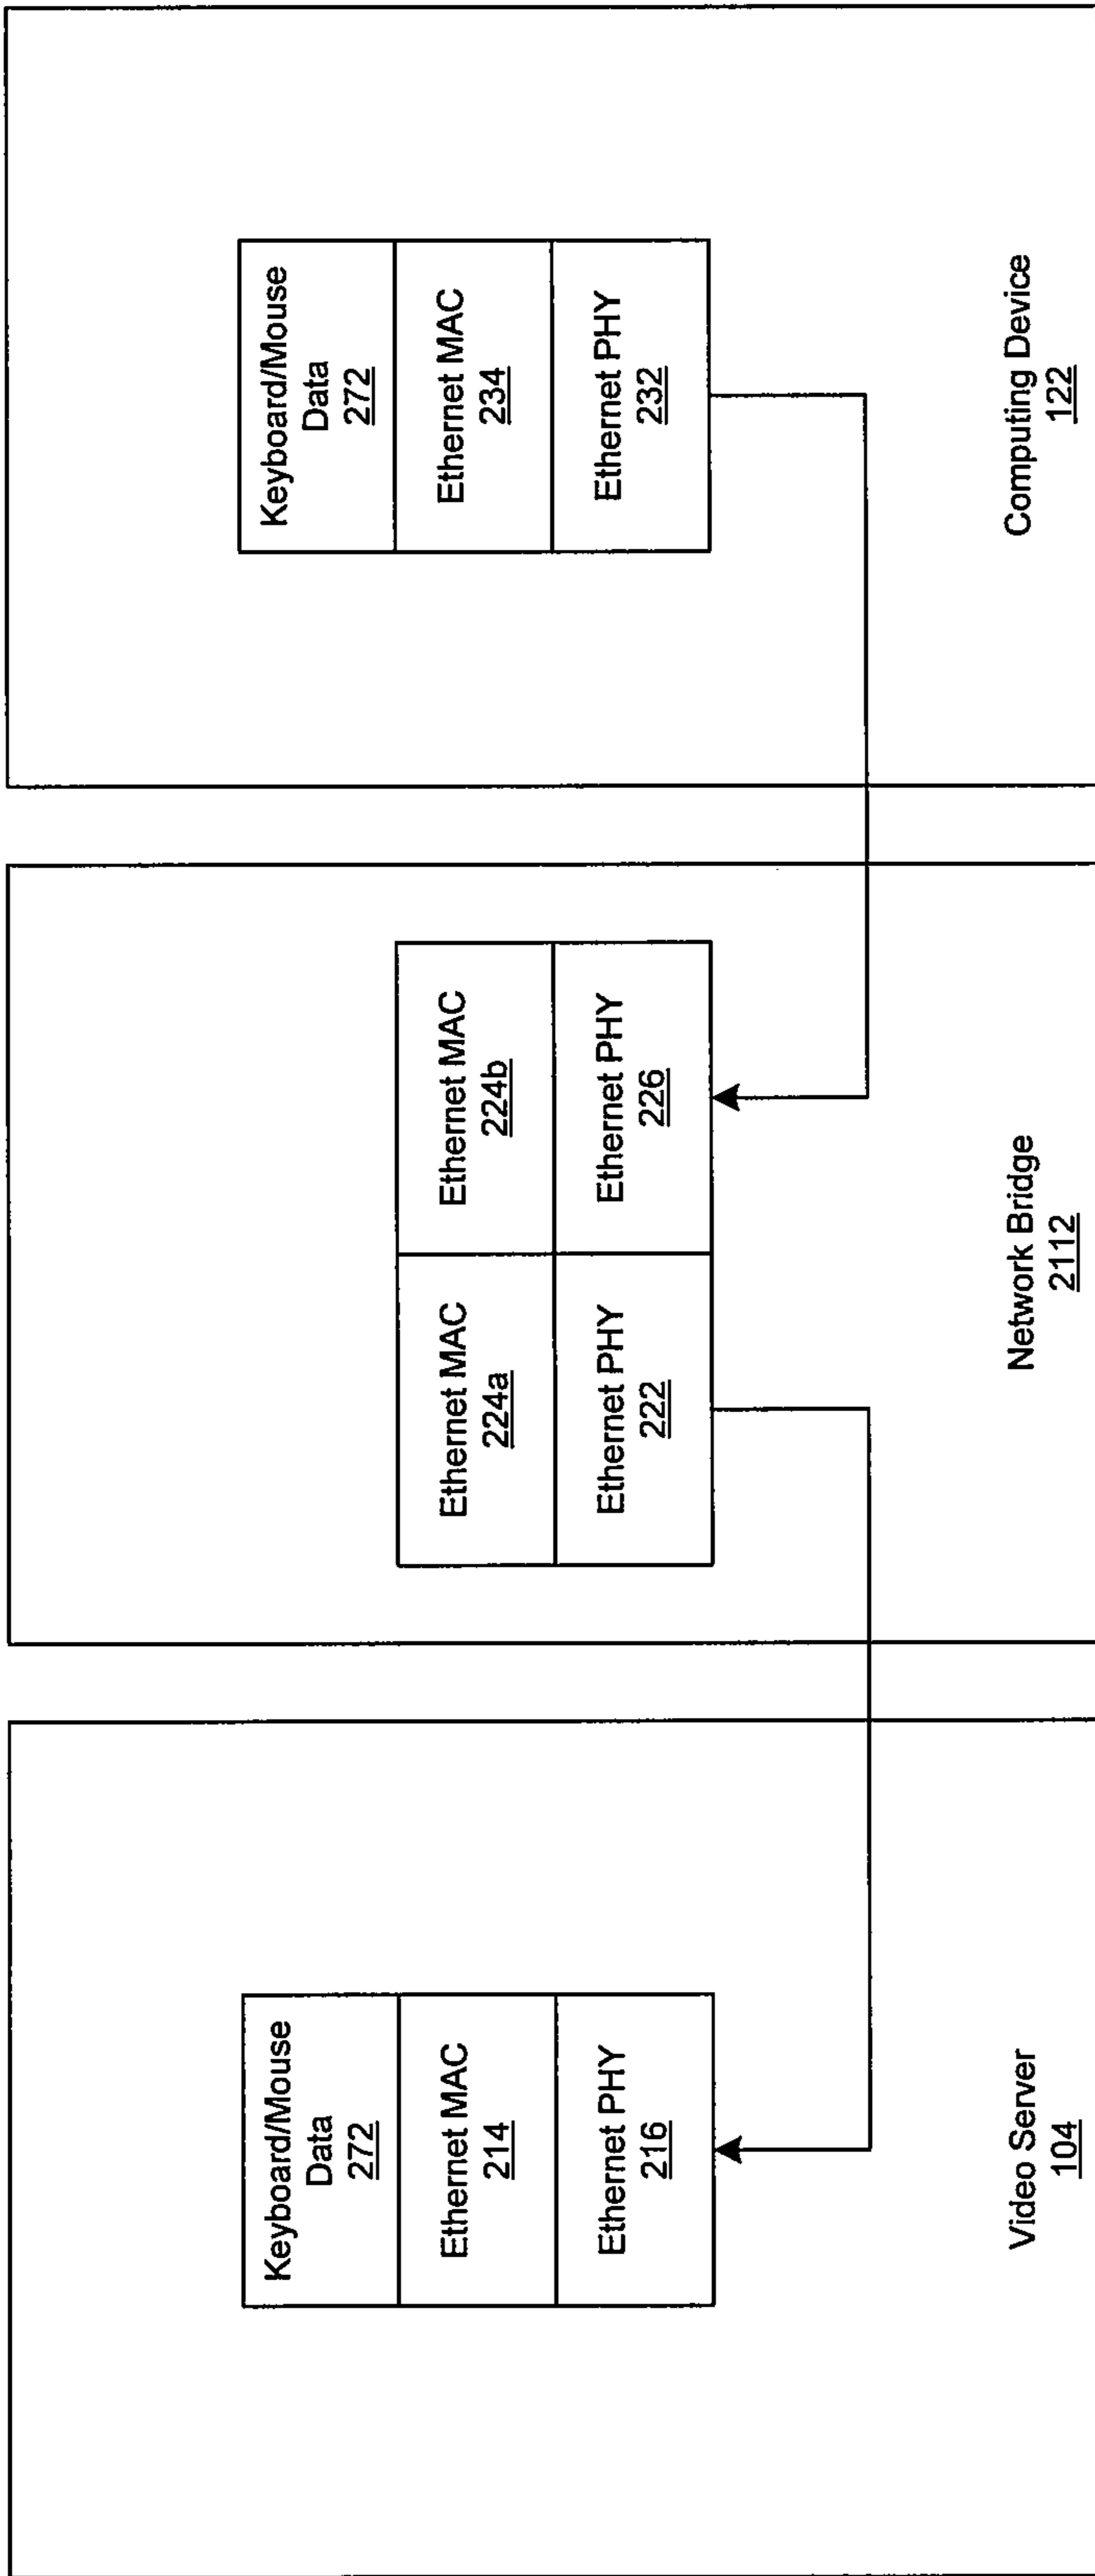 Keyboard/Mouse
Data
272
Ethernet MAC
214
Ethernet PHY
216
Video Server
104
Ethernet MAC
224a
Ethernet MAC
224b
Ethernet PHY
222
Ethernet PHY
226
Network Bridge
2112
Keyboard/Mouse
Data
272
Ethernet MAC
234
Ethernet PHY
232
Computing Device
122